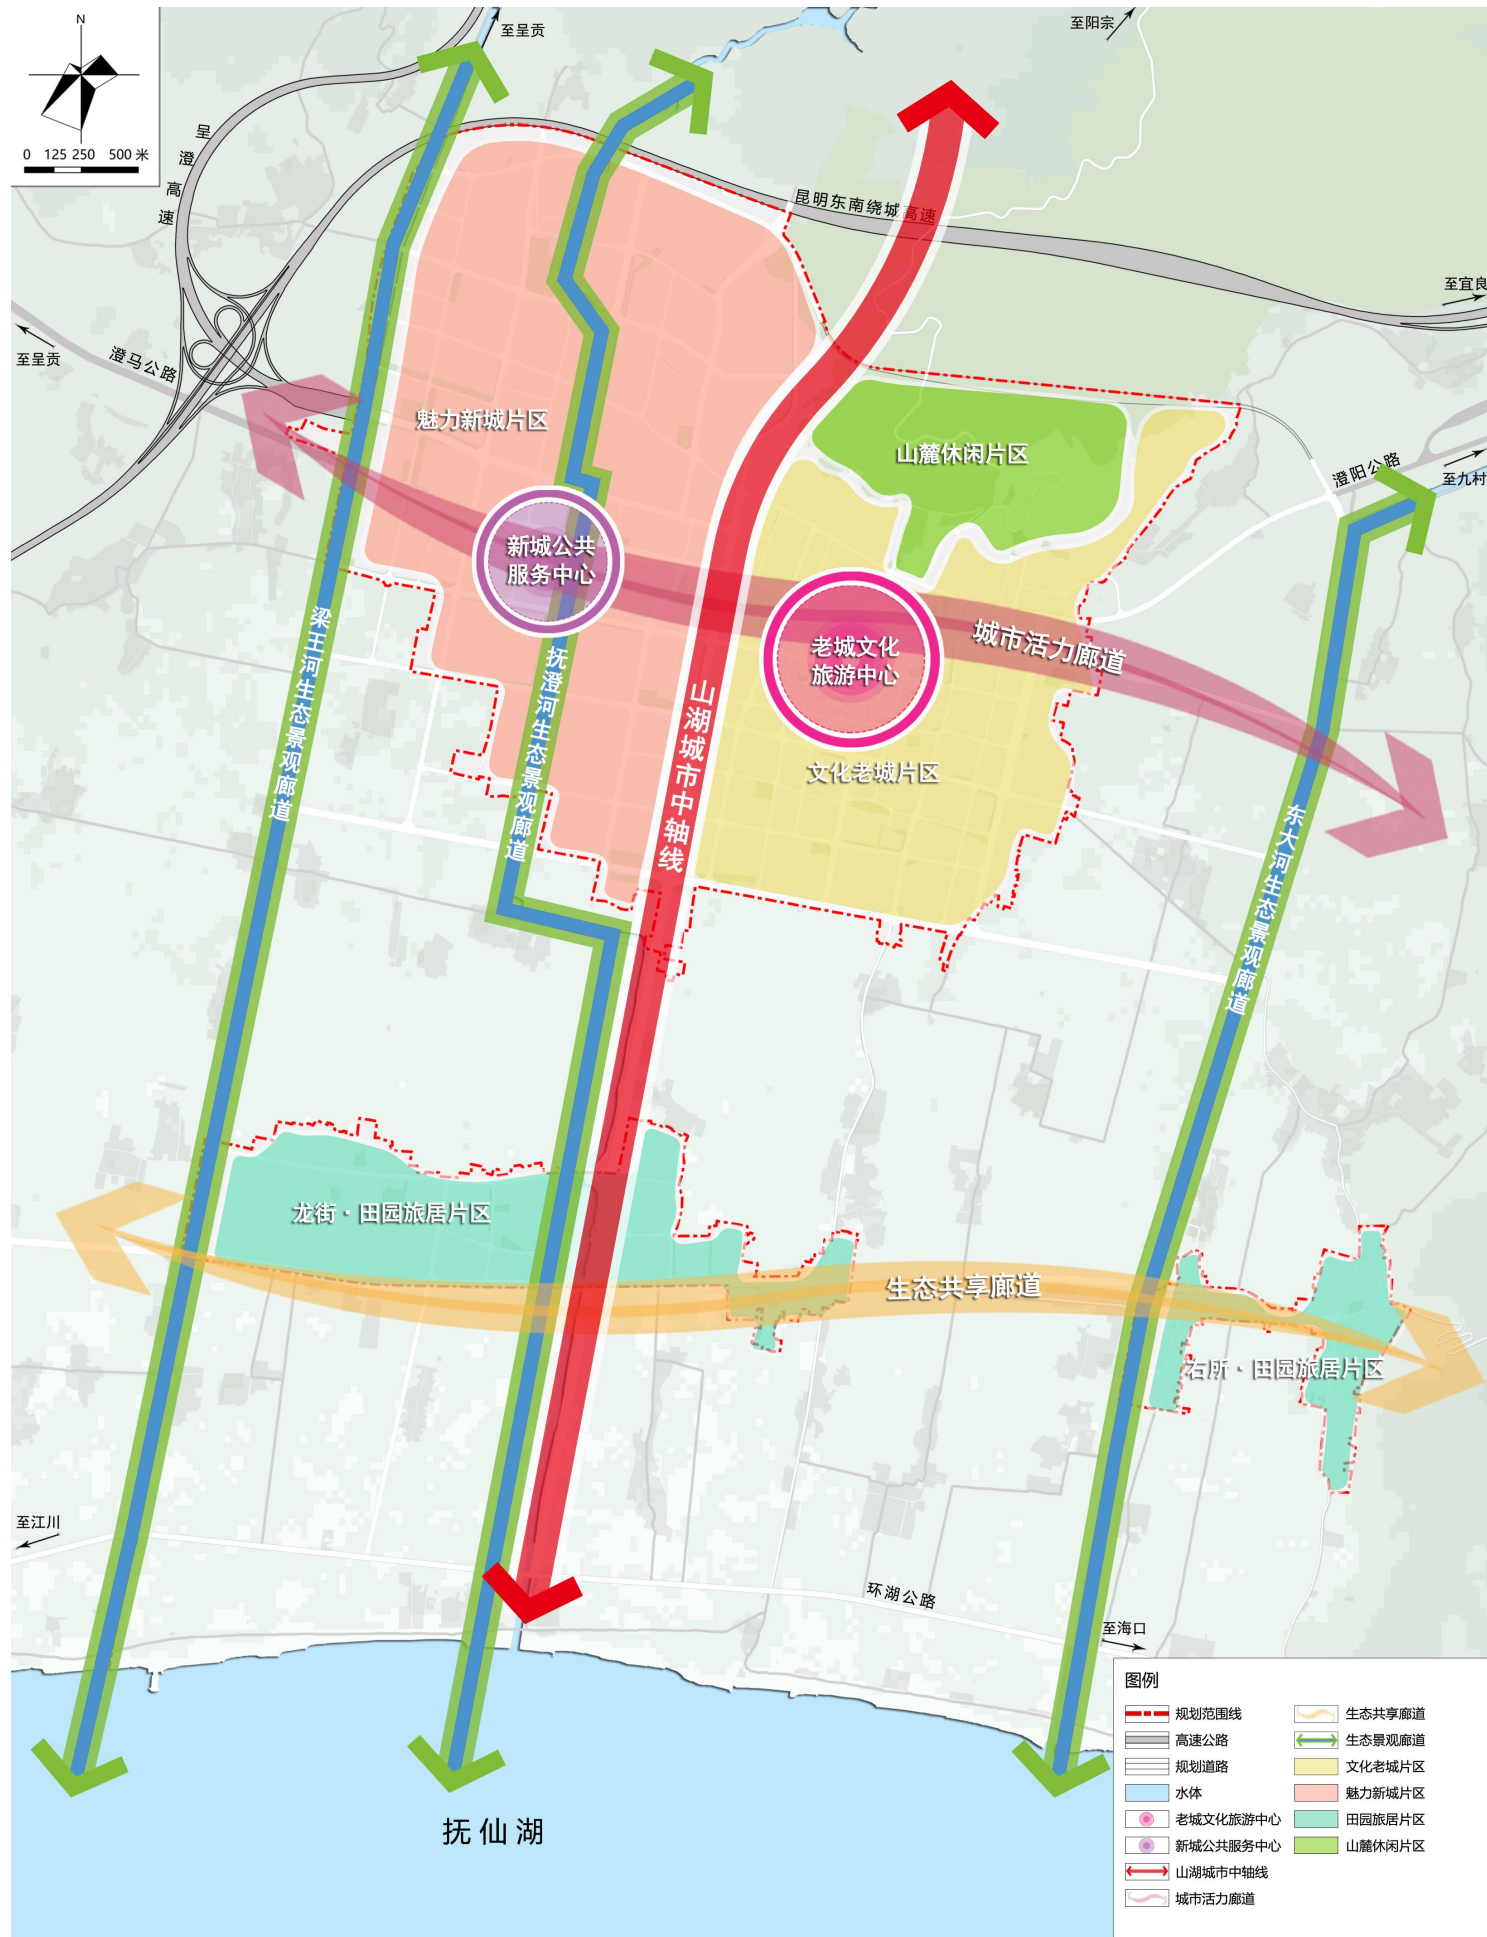 N
0 125 250 500 米
至呈贡
至阳宗
呈澄高速
昆明东南绕城高速
至宜良
至呈贡
澄马公路
魅力新城片区
山麓休闲片区
澄阳公路
至九村
新城公共
服务中心
老城文化
旅游中心
城市活力廊道
梁王河生态景观廊道
抚澄河生态景观廊道
山湖城市中轴线
文化老城片区
东大河生态景观廊道
龙街·田园旅居片区
生态共享廊道
右所·田园旅居片区
至江川
环湖公路
至海口
抚仙湖
图例
规划范围线
高速公路
规划道路
水体
老城文化旅游中心
新城公共服务中心
山湖城市中轴线
城市活力廊道
生态共享廊道
生态景观廊道
文化老城片区
魅力新城片区
田园旅居片区
山麓休闲片区